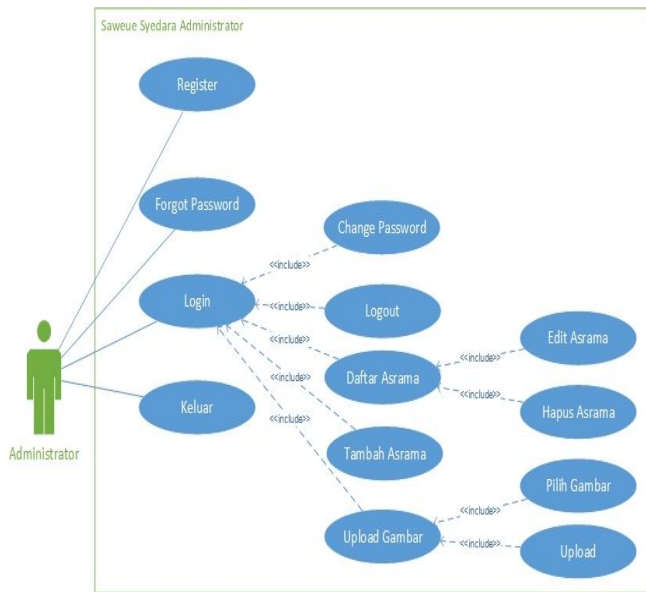 Saweue Syedara Administrator
Register
Forgot Password
Change Password
<<include>>
Login
<<include>>
Logout
<<include>>
Edit Asrama
<<include>>
Daftar Asrama
<<include>>
<<include>>
Hapus Asrama
Keluar
<<include>>
Administrator
Tambah Asrama
Pilih Gambar
<<include>>
Upload Gambar
<<include>>
Upload